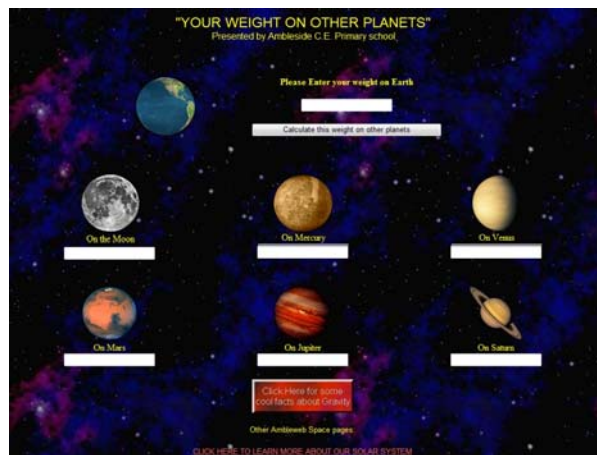 "YOUR WEIGHT ON OTHER PLANETS"
Presented by Ambleside C.E. Primary school
Please Enter your weight on Earth
Calculate this weight on other planets
On the Moon
On Mercury
On Venus
On Mars
On Jupiter
On Saturn
Click Here for some
cool facts about Gravity
Other Ambleweb Space pages:
CLICK HERE TO LEARN MORE ABOUT OUR SOLAR SYSTEM